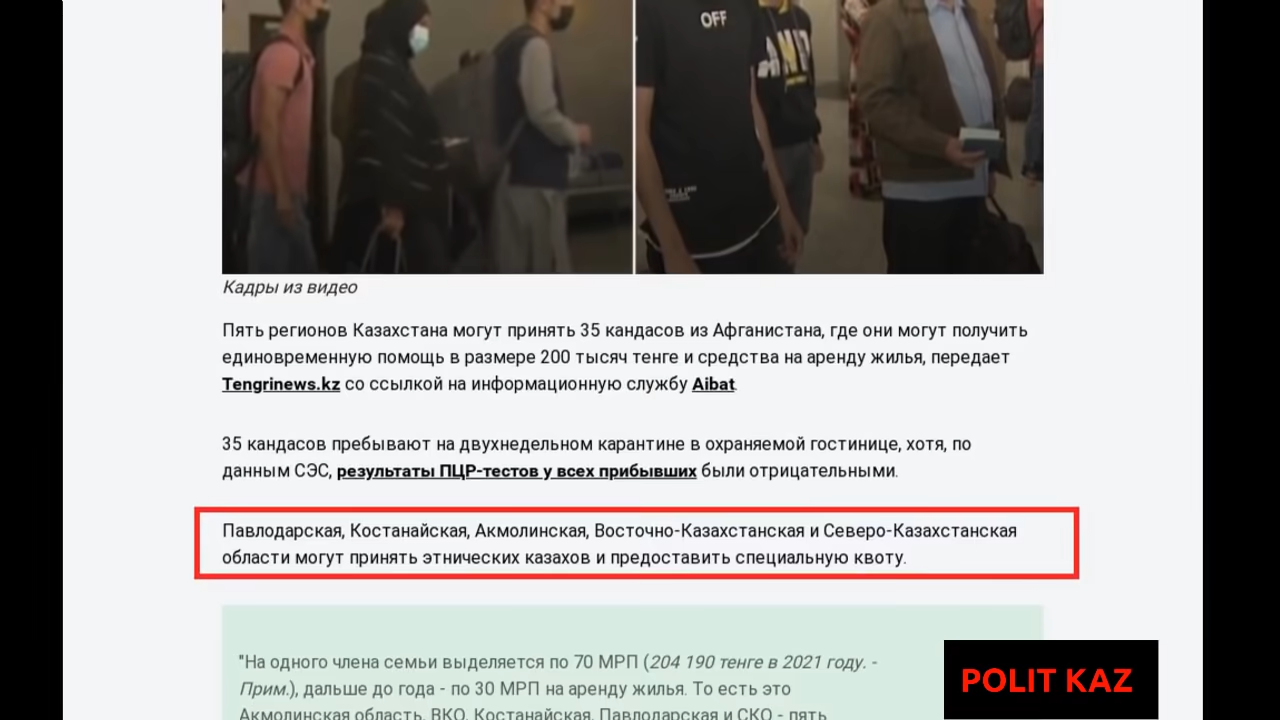 OFF
Кадры из видео
Пять регионов Казахстана могут принять 35 кандасов из Афганистана, где они могут получить
единовременную помощь в размере 200 тысяч тенге и средства на аренду жилья, передает
Tengrinews.kz со ссылкой на информационную службу Aibat.
35 кандасов пребывают на двухнедельном карантине в охраняемой гостинице, хотя, по
данным СЭС, результаты ПЦР-тестов у всех прибывших были отрицательными.
Павлодарская, Костанайская, Акмолинская, Восточно-Казахстанская и Северо-Казахстанская
области могут принять этнических казахов и предоставить специальную квоту.
"На одного члена семьи выделяется по 70 МРП (204 190 тенге в 2021 году. -
Прим.), дальше до года - по 30 МРП на аренду жилья. То есть это
Акмолинская область, ВКО, Костанайская, Павлодарская и СКО - пять
POLIT KAZ